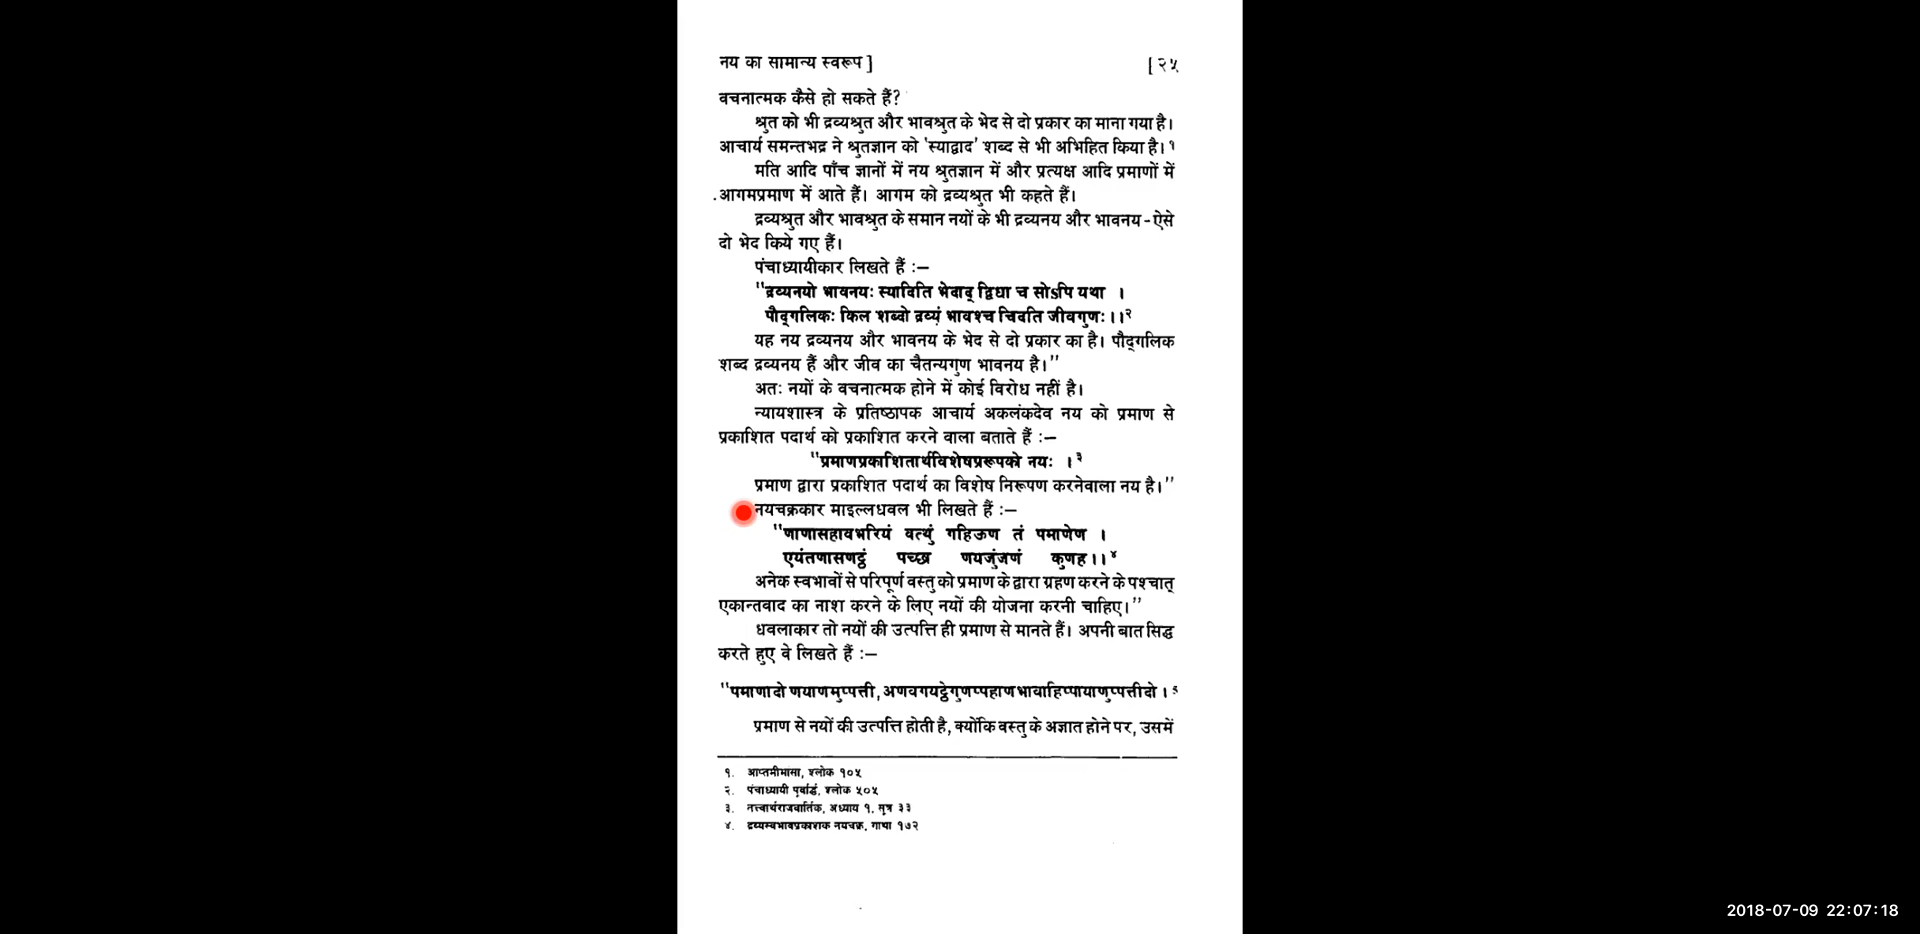 नय का सामान्य स्वरूप ] [ २५
वचनात्मक कैसे हो सकते हैं?
श्रुत को भी द्रव्यश्रुत और भावश्रुत के भेद से दो प्रकार का माना गया है।
आचार्य समन्तभद्र ने श्रुतज्ञान को 'स्याद्वाद' शब्द से भी अभिहित किया है। १
मति आदि पाँच ज्ञानों में नय श्रुतज्ञान में और प्रत्यक्ष आदि प्रमाणों में
आगमप्रमाण में आते हैं। आगम को द्रव्यश्रुत भी कहते हैं।
द्रव्यश्रुत और भावश्रुत के समान नयों के भी द्रव्यनय और भावनय - ऐसे
दो भेद किये गए हैं।
पंचाध्यायीकार लिखते हैं :–
"द्रव्यनयो भावनयः स्यादिति भेदाद् द्विधा च सोऽपि यथा ।
पौद्गलिकः किल शब्दो द्रव्यं भावश्च चिदति जीवगुणः।। २
यह नय द्रव्यनय और भावनय के भेद से दो प्रकार का है। पौद्गलिक
शब्द द्रव्यनय हैं और जीव का चैतन्यगुण भावनय है।''
अतः नयों के वचनात्मक होने में कोई विरोध नहीं है।
न्यायशास्त्र के प्रतिष्ठापक आचार्य अकलंकदेव नय को प्रमाण से
प्रकाशित पदार्थ को प्रकाशित करने वाला बताते हैं :–
"प्रमाणप्रकाशितार्थविशेषप्ररूपको नयः । ३
प्रमाण द्वारा प्रकाशित पदार्थ का विशेष निरूपण करनेवाला नय है।''
नयचक्रकार माइल्लधवल भी लिखते हैं :–
"णाणासहावभरियं वत्थुं गहिऊण तं पमाणेण ।
एयंतणासणट्ठं पच्छा णयजुंजणं कुणह।। ४
अनेक स्वभावों से परिपूर्ण वस्तु को प्रमाण के द्वारा ग्रहण करने के पश्चात्
एकान्तवाद का नाश करने के लिए नयों की योजना करनी चाहिए।''
धवलाकार तो नयों की उत्पत्ति ही प्रमाण से मानते हैं। अपनी बात सिद्ध
करते हुए वे लिखते हैं :–
"पमाणादो णयाणमुप्पत्ती, अणवगयट्ठेगुणप्पहाणभावाहिप्पायाणुप्पत्तीदो। ५
प्रमाण से नयों की उत्पत्ति होती है, क्योंकि वस्तु के अज्ञात होने पर, उसमें
१. आप्तमीमांसा, श्लोक १०५
२. पंचाध्यायी पूर्वार्द्ध, श्लोक ५०५
३. तत्त्वार्थराजवार्तिक, अध्याय १, सूत्र ३३
४. द्रव्यस्वभावप्रकाशक नयचक्र, गाथा १७२
2018-07-09 22:07:18